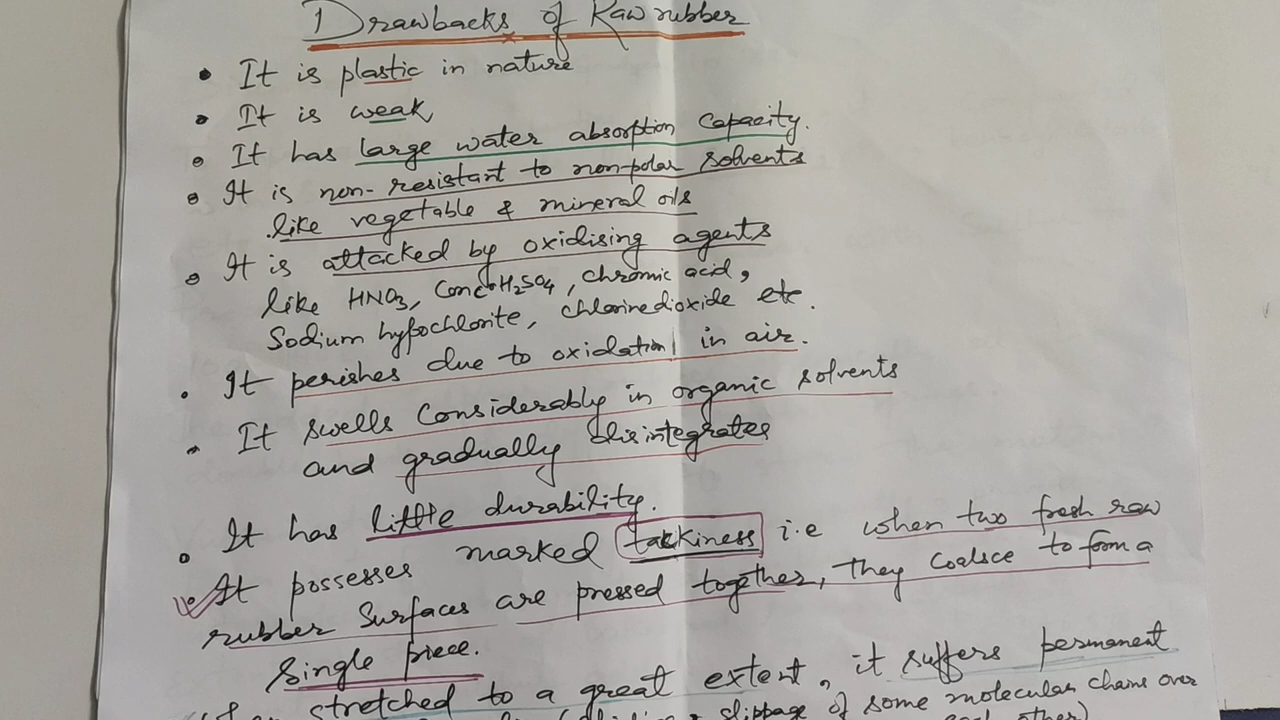 Drawbacks of Raw rubber
• It is plastic in nature
• It is weak
• It has large water absorption capacity.
• It is non-resistant to non-polar solvents
like vegetable & mineral oils
• It is attacked by oxidising agents
like HNO3, Conc. H2SO4, chromic acid,
Sodium hypochlorite, chlorinedioxide etc.
• It perishes due to oxidation in air.
• It swells Considerably in organic solvents
and gradually disintegrates
• It has little durability.
• It possesses marked tackiness i.e when two fresh raw
rubber surfaces are pressed together, they coalsce to form a
Single piece.
stretched to a great extent, it suffers permanent
slippage of some molecular chains over